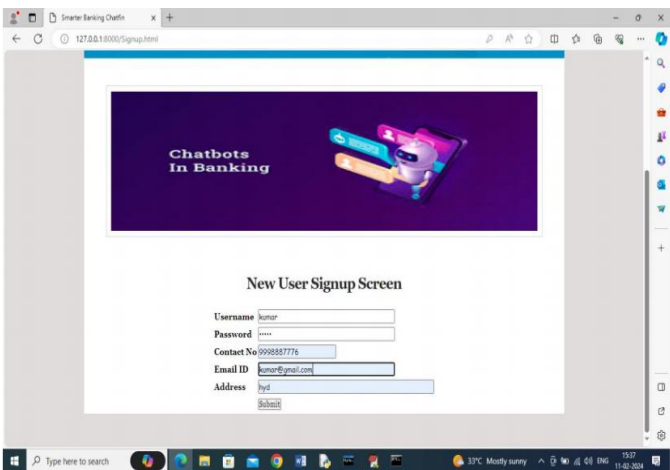 Smarter Banking Chatfin
127.0.0.1:8000/Signup.html
Chatbots
In Banking
New User Signup Screen
Username kumar
Password •••••
Contact No 9998887776
Email ID kumar@gmail.com
Address hyd
Submit
Type here to search
33°C Mostly sunny
ENG
15:37
11-02-2024